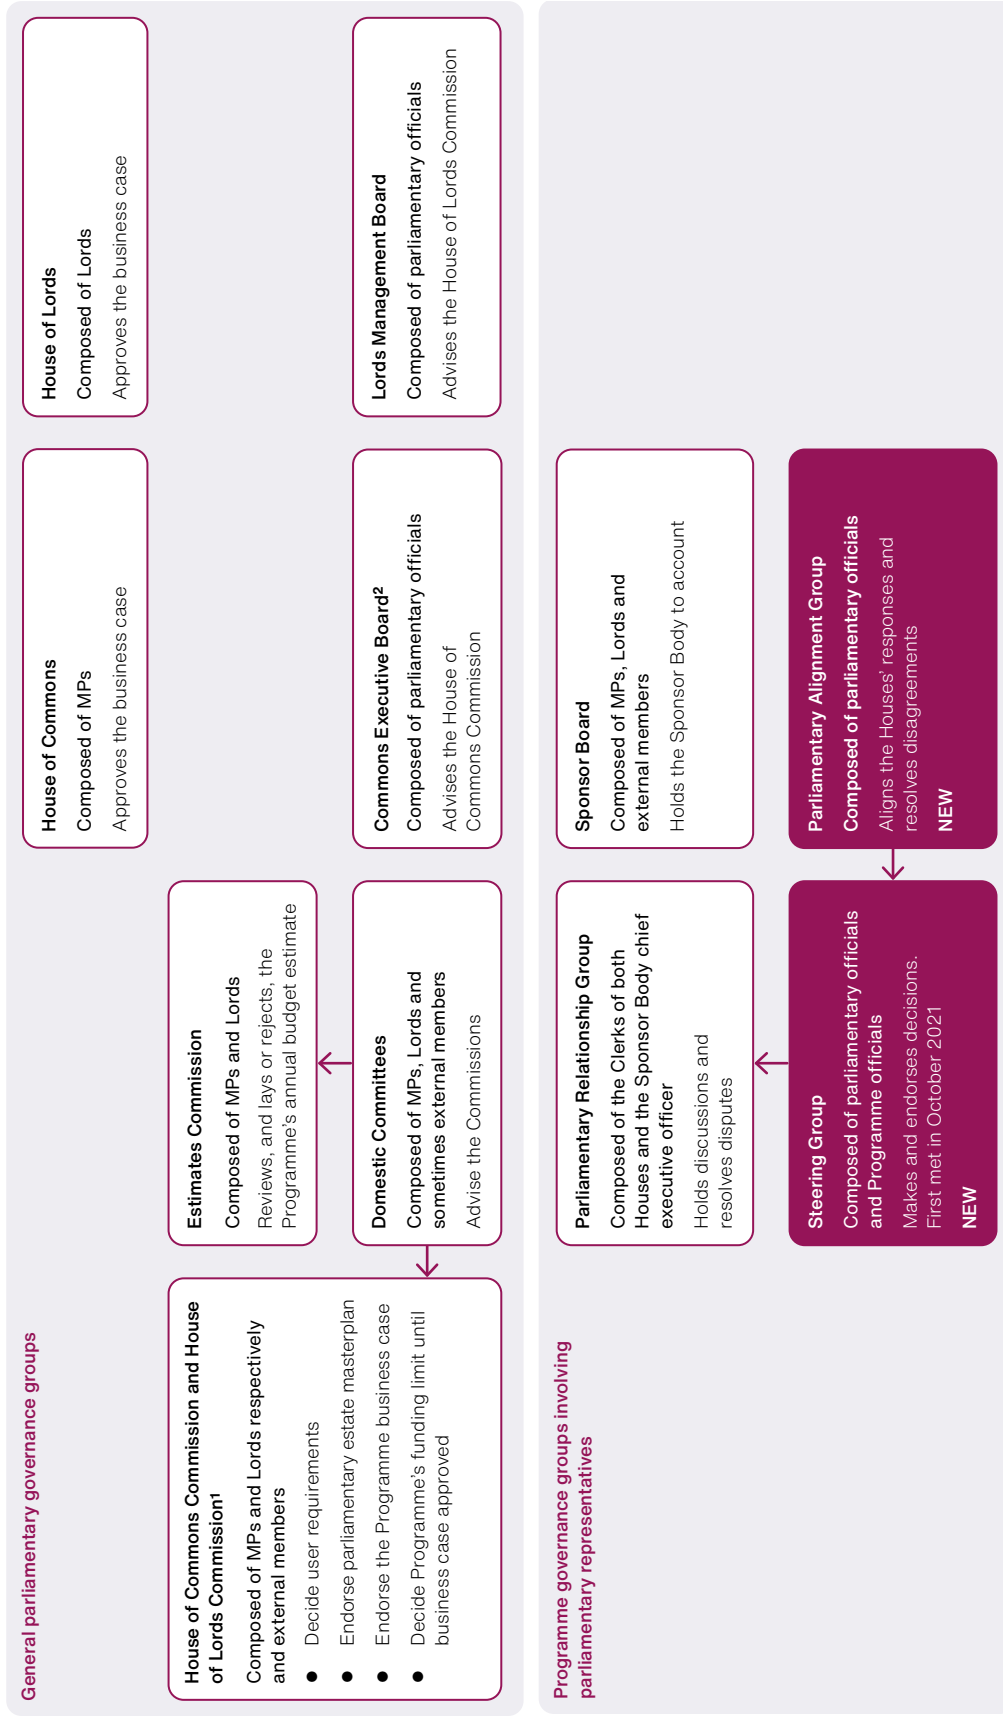 General parliamentary governance groups
House of Commons
Composed of MPs
Approves the business case
House of Lords
Composed of Lords
Approves the business case
House of Commons Commission and House
of Lords Commission¹
Composed of MPs and Lords respectively
and external members
● Decide user requirements
● Endorse parliamentary estate masterplan
● Endorse the Programme business case
● Decide Programme's funding limit until
business case approved
Estimates Commission
Composed of MPs and Lords
Reviews, and lays or rejects, the
Programme's annual budget estimate
Domestic Committees
Composed of MPs, Lords and
sometimes external members
Advise the Commissions
Commons Executive Board²
Composed of parliamentary officials
Advises the House of
Commons Commission
Lords Management Board
Composed of parliamentary officials
Advises the House of Lords Commission
Programme governance groups involving
parliamentary representatives
Parliamentary Relationship Group
Composed of the Clerks of both
Houses and the Sponsor Body chief
executive officer
Holds discussions and
resolves disputes
Sponsor Board
Composed of MPs, Lords and
external members
Holds the Sponsor Body to account
Steering Group
Composed of parliamentary officials
and Programme officials
Makes and endorses decisions.
First met in October 2021
NEW
Parliamentary Alignment Group
Composed of parliamentary officials
Aligns the Houses' responses and
resolves disagreements
NEW